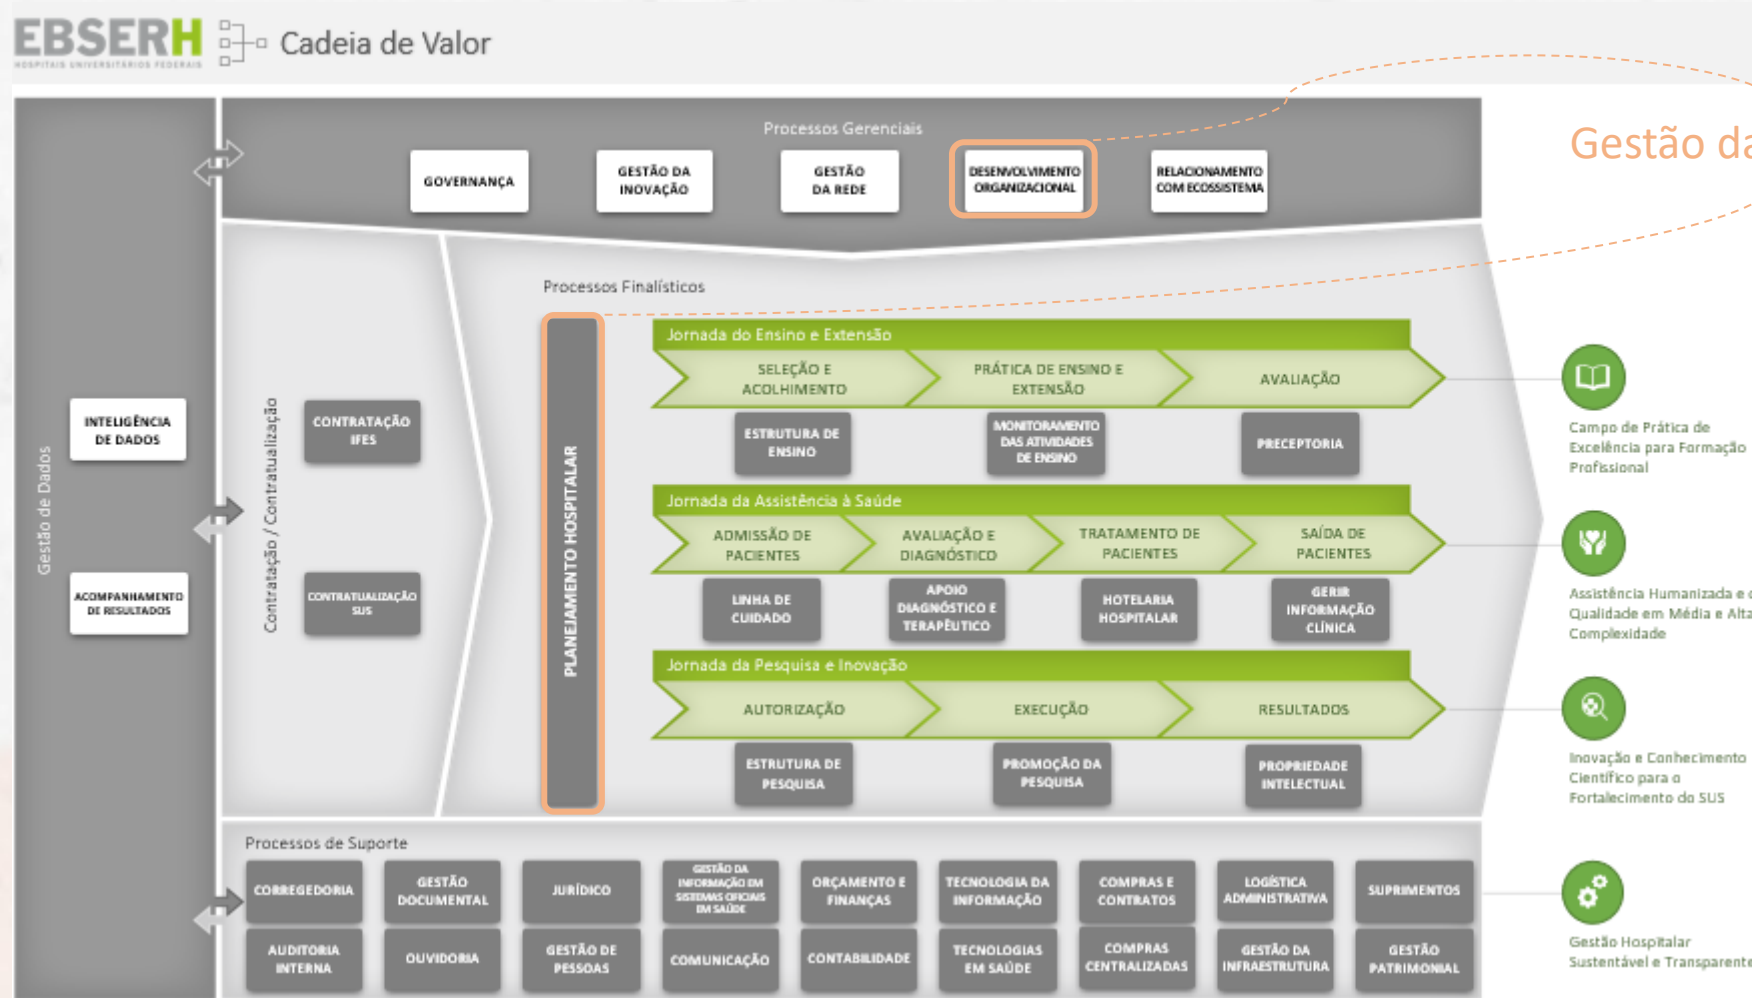 EBSERH
HOSPITAIS UNIVERSITÁRIOS FEDERAIS
Cadeia de Valor
Gestão da
Processos Gerenciais
GOVERNANÇA
GESTÃO DA
INOVAÇÃO
GESTÃO
DA REDE
DESENVOLVIMENTO
ORGANIZACIONAL
RELACIONAMENTO
COM ECOSSISTEMA
Gestão de Dados
INTELIGÊNCIA
DE DADOS
ACOMPANHAMENTO
DE RESULTADOS
Contratação / Contratualização
CONTRATAÇÃO
IFES
CONTRATUALIZAÇÃO
SUS
Processos Finalísticos
PLANEJAMENTO HOSPITALAR
Jornada do Ensino e Extensão
SELEÇÃO E
ACOLHIMENTO
PRÁTICA DE ENSINO E
EXTENSÃO
AVALIAÇÃO
ESTRUTURA DE
ENSINO
MONITORAMENTO
DAS ATIVIDADES
DE ENSINO
PRECEPTORIA
Jornada da Assistência à Saúde
ADMISSÃO DE
PACIENTES
AVALIAÇÃO E
DIAGNÓSTICO
TRATAMENTO DE
PACIENTES
SAÍDA DE
PACIENTES
LINHA DE
CUIDADO
APOIO
DIAGNÓSTICO E
TERAPÊUTICO
HOTELARIA
HOSPITALAR
GERIR
INFORMAÇÃO
CLÍNICA
Jornada da Pesquisa e Inovação
AUTORIZAÇÃO
EXECUÇÃO
RESULTADOS
ESTRUTURA DE
PESQUISA
PROMOÇÃO DA
PESQUISA
PROPRIEDADE
INTELECTUAL
Campo de Prática de
Excelência para Formação
Profissional
Assistência Humanizada e
Qualidade em Média e Alta
Complexidade
Inovação e Conhecimento
Científico para o
Fortalecimento do SUS
Gestão Hospitalar
Sustentável e Transparente
Processos de Suporte
CORREGEDORIA
GESTÃO
DOCUMENTAL
JURÍDICO
GESTÃO DA
INFORMAÇÃO EM
SISTEMAS OFICIAIS
EM SAÚDE
ORÇAMENTO E
FINANÇAS
TECNOLOGIA DA
INFORMAÇÃO
COMPRAS E
CONTRATOS
LOGÍSTICA
ADMINISTRATIVA
SUPRIMENTOS
AUDITORIA
INTERNA
OUVIDORIA
GESTÃO DE
PESSOAS
COMUNICAÇÃO
CONTABILIDADE
TECNOLOGIAS
EM SAÚDE
COMPRAS
CENTRALIZADAS
GESTÃO DA
INFRAESTRUTURA
GESTÃO
PATRIMONIAL